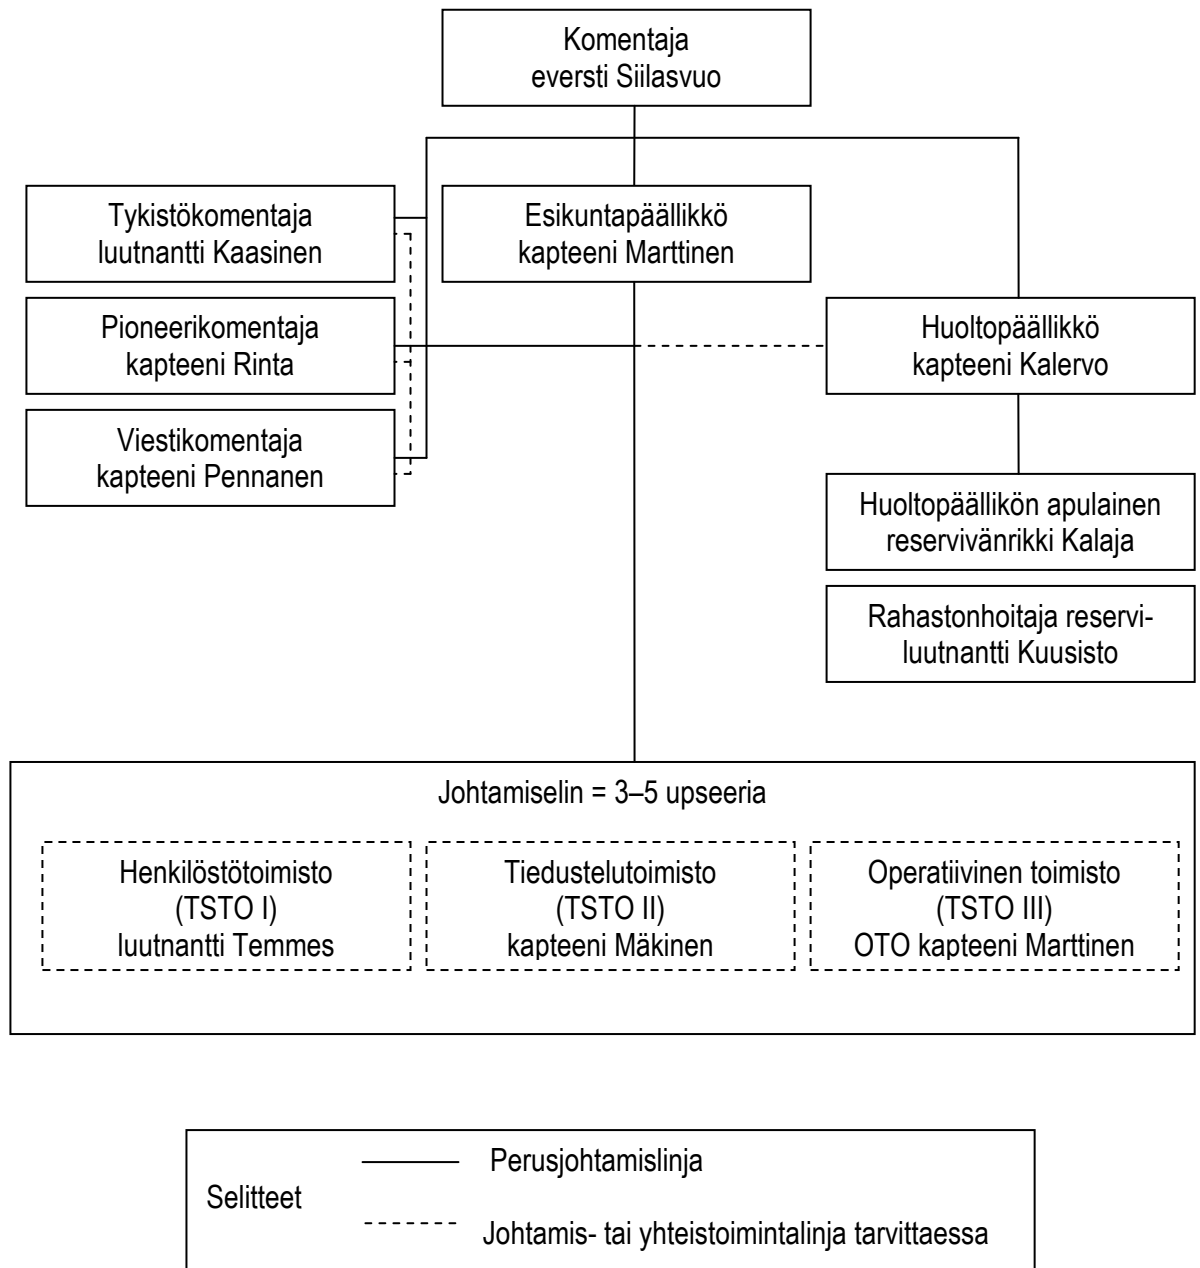 Komentaja
eversti Siilasvuo
Tykistökomentaja
luutnantti Kaasinen
Esikuntapäällikkö
kapteeni Marttinen
Pioneerikomentaja
kapteeni Rinta
Huoltopäällikkö
kapteeni Kalervo
Viestikomentaja
kapteeni Pennanen
Huoltopäällikön apulainen
reservivänrikki Kalaja
Rahastonhoitaja reservi-
luutnantti Kuusisto
Johtamiselin = 3–5 upseeria
Henkilöstötoimisto
(TSTO I)
luutnantti Temmes
Tiedustelutoimisto
(TSTO II)
kapteeni Mäkinen
Operatiivinen toimisto
(TSTO III)
OTO kapteeni Marttinen
Selitteet
Perusjohtamislinja
Johtamis- tai yhteistoimintalinja tarvittaessa